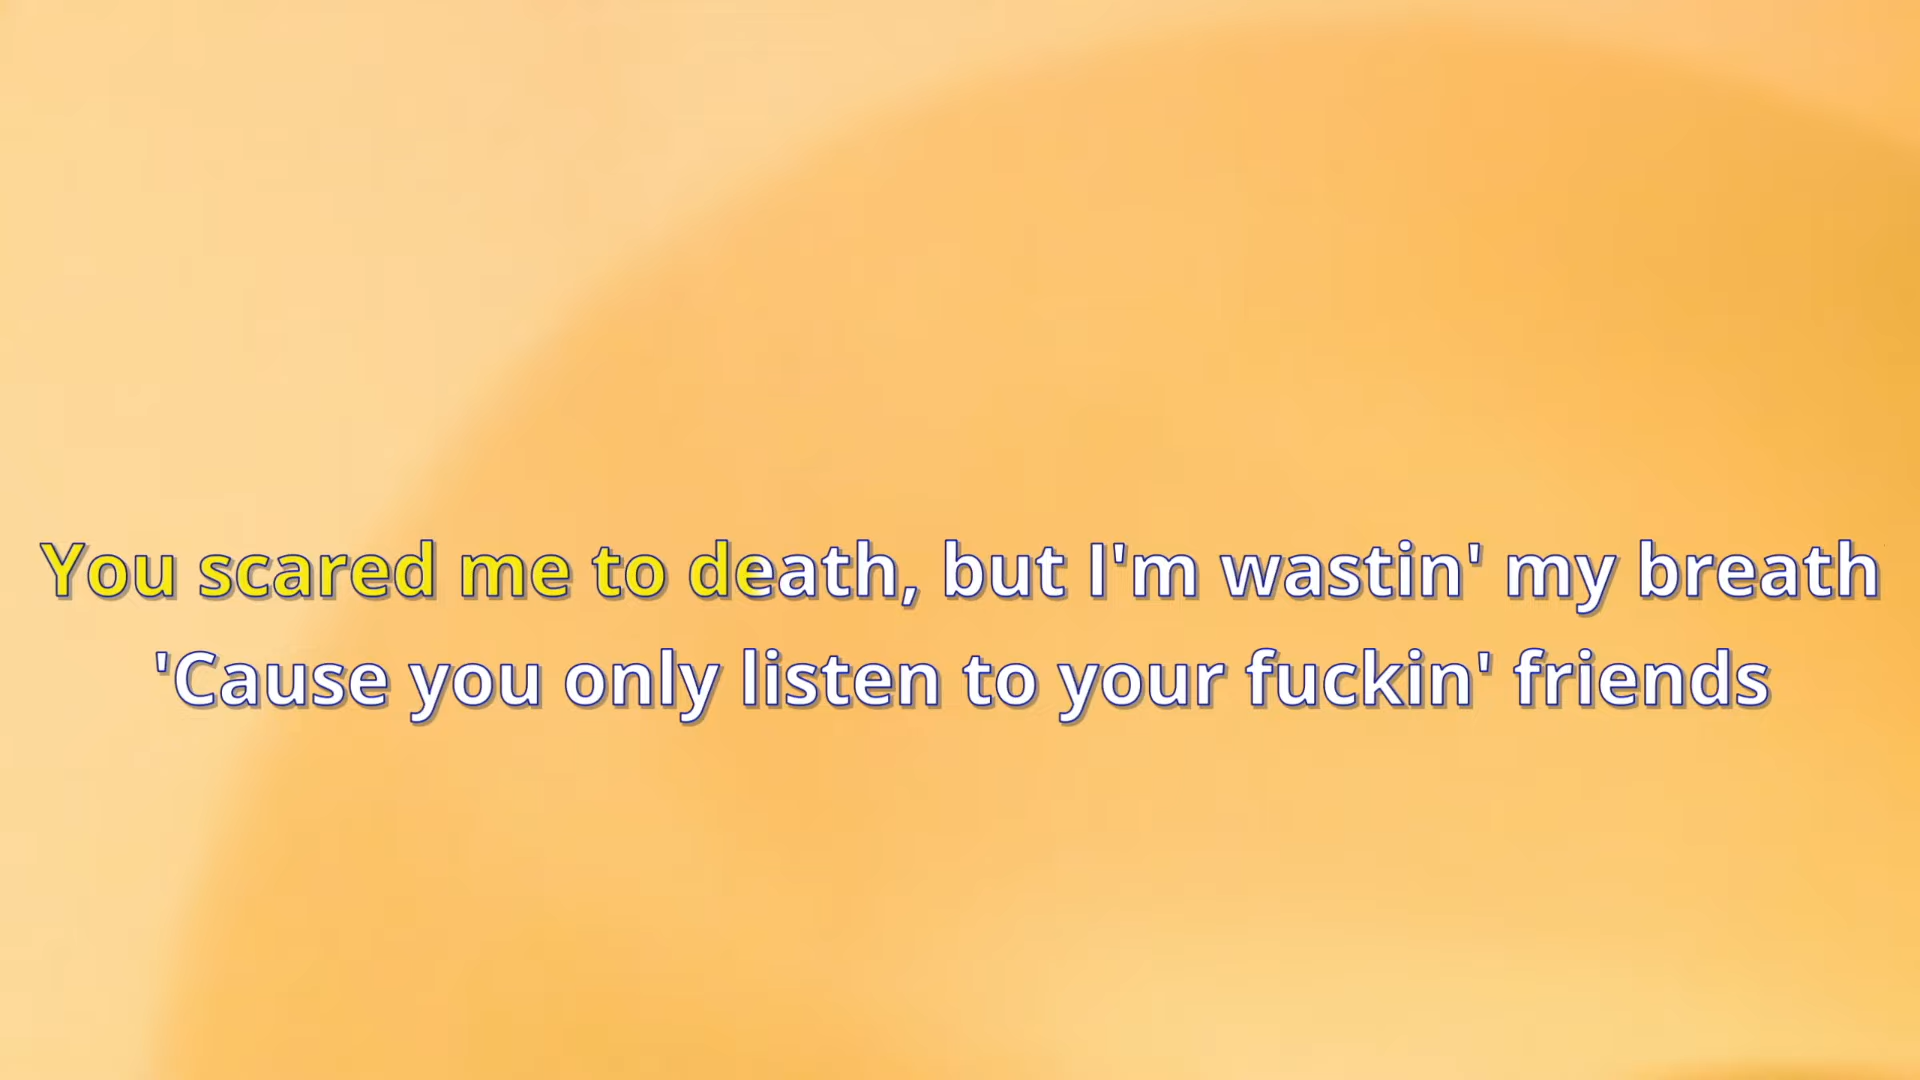 You scared me to death, but I'm wastin' my breath
'Cause you only listen to your fuckin' friends